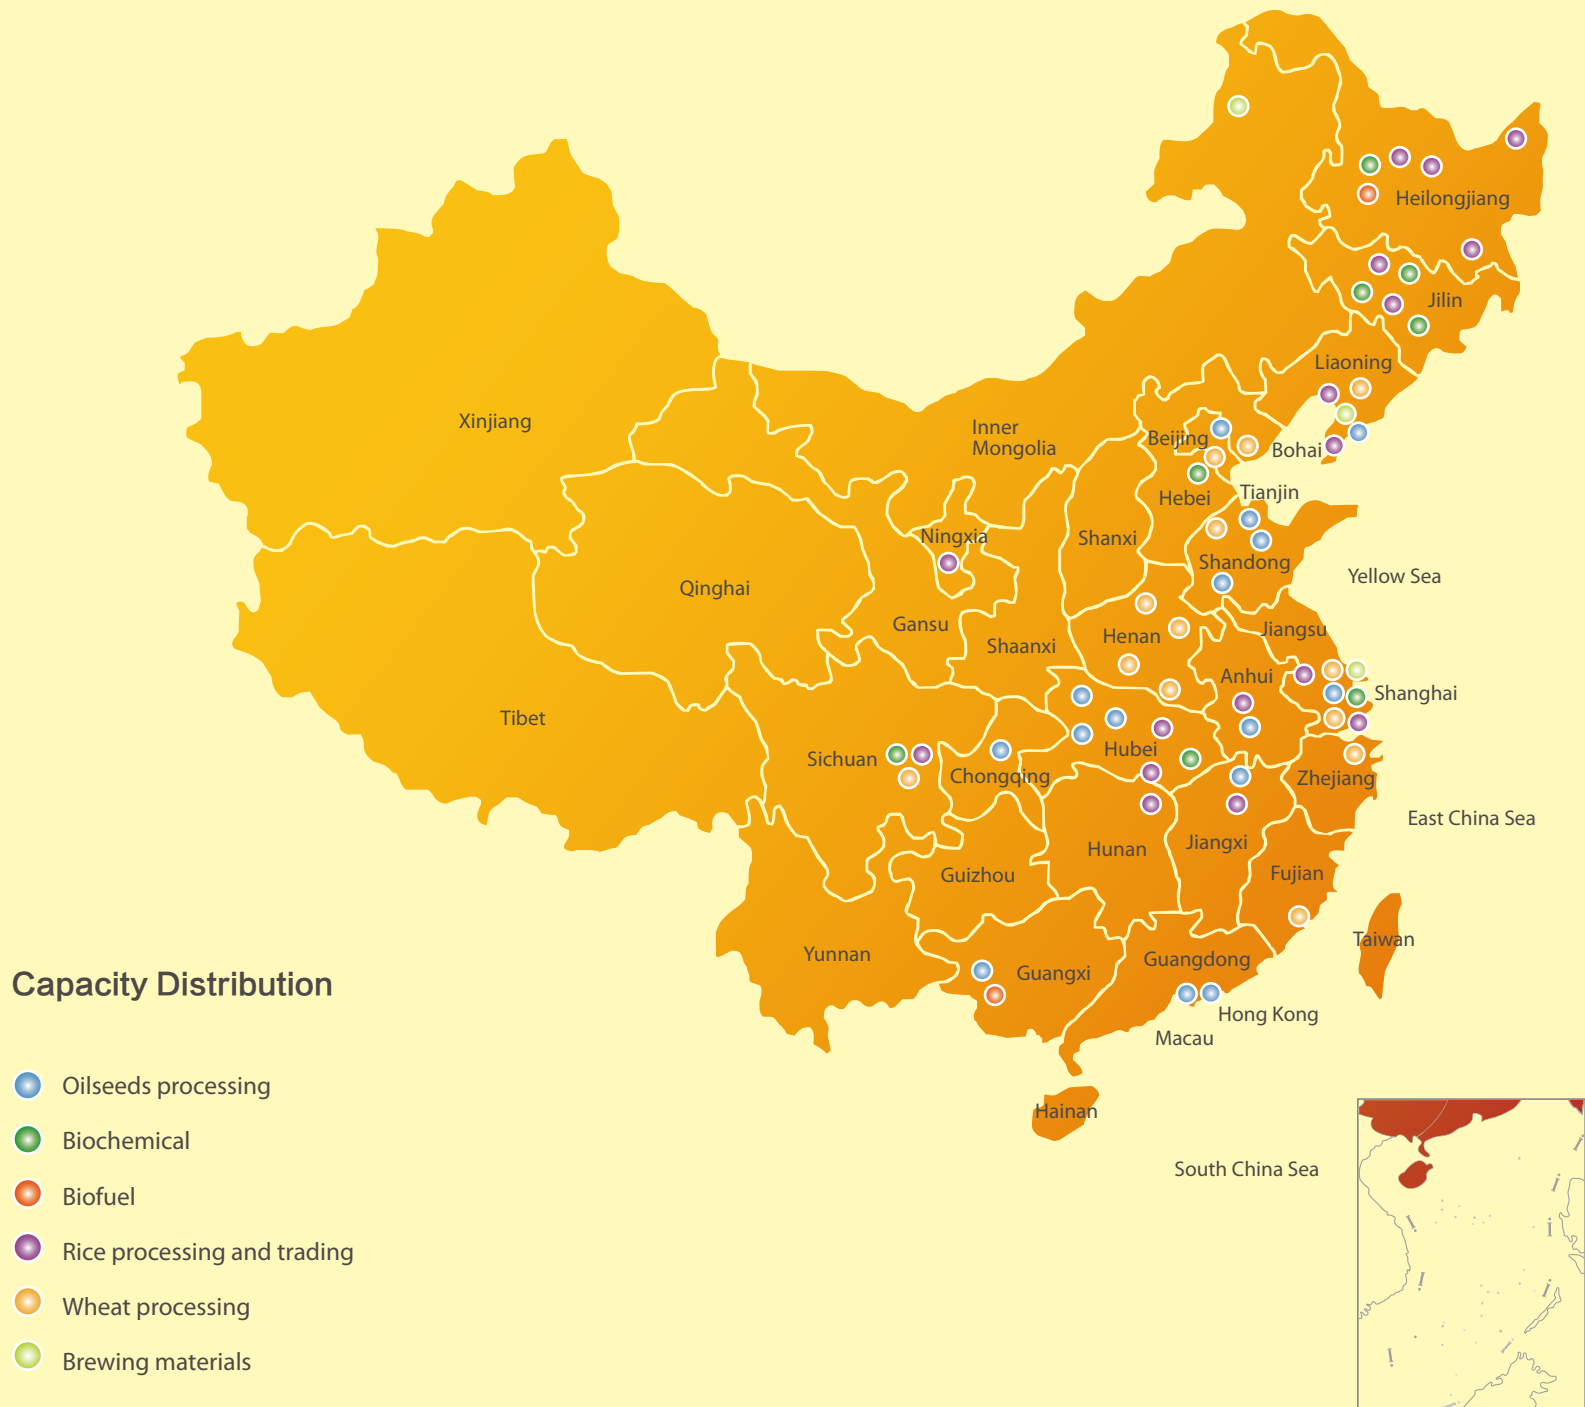 Heilongjiang
Jilin
Liaoning
Xinjiang
Inner
Mongolia
Beijing
Bohai
Hebei
Tianjin
Ningxia
Shanxi
Shandong
Yellow Sea
Qinghai
Gansu
Shaanxi
Henan
Jiangsu
Anhui
Shanghai
Tibet
Sichuan
Chongqing
Hubei
Zhejiang
East China Sea
Hunan
Jiangxi
Guizhou
Fujian
Taiwan
Yunnan
Guangxi
Guangdong
Hong Kong
Macau
Hainan
South China Sea
Capacity Distribution
Oilseeds processing
Biochemical
Biofuel
Rice processing and trading
Wheat processing
Brewing materials